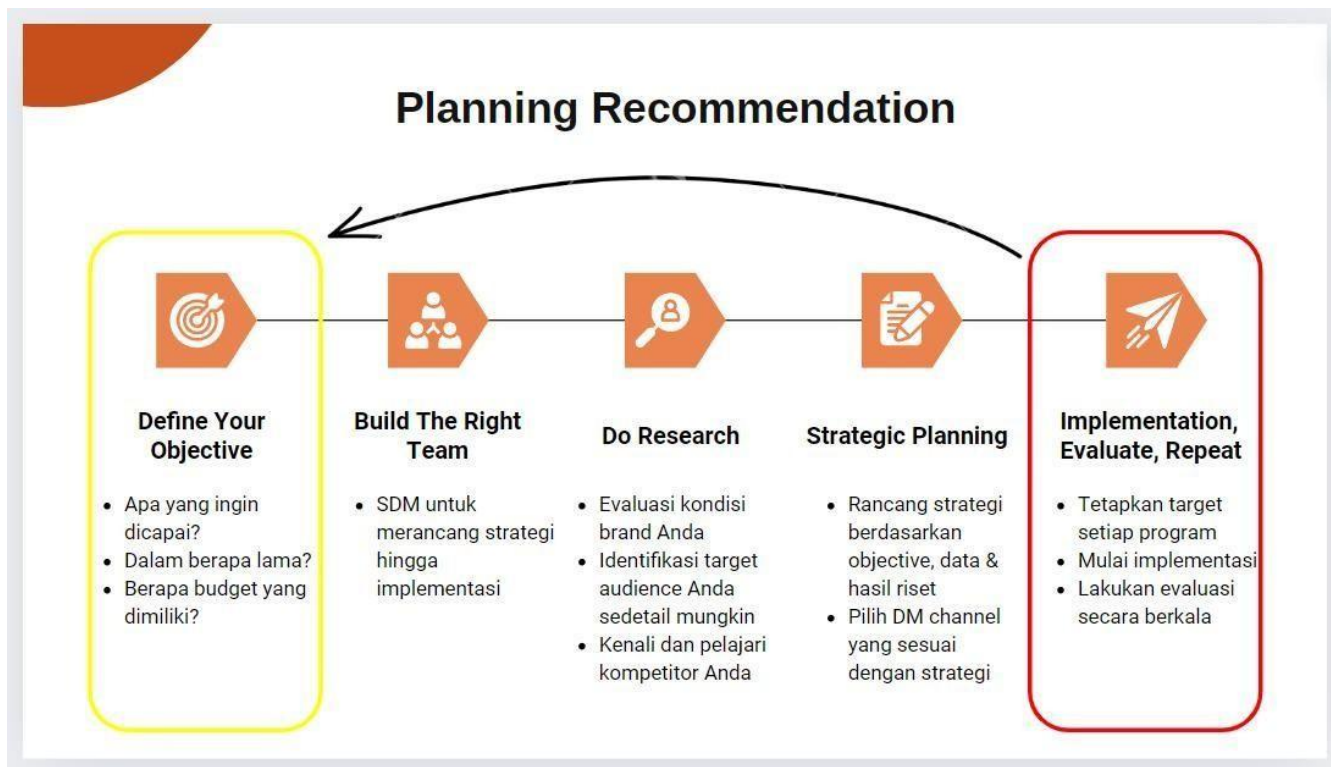 Planning Recommendation
Define Your
Objective
Apa yang ingin
dicapai?
Dalam berapa lama?
Berapa budget yang
dimiliki?
Build The Right
Team
SDM untuk
merancang strategi
hingga
implementasi
Do Research
Evaluasi kondisi
brand Anda
Identifikasi target
audience Anda
sedetail mungkin
Kenali dan pelajari
kompetitor Anda
Strategic Planning
Rancang strategi
berdasarkan
objective, data &
hasil riset
Pilih DM channel
yang sesuai
dengan strategi
Implementation,
Evaluate, Repeat
Tetapkan target
setiap program
Mulai implementasi
Lakukan evaluasi
secara berkala